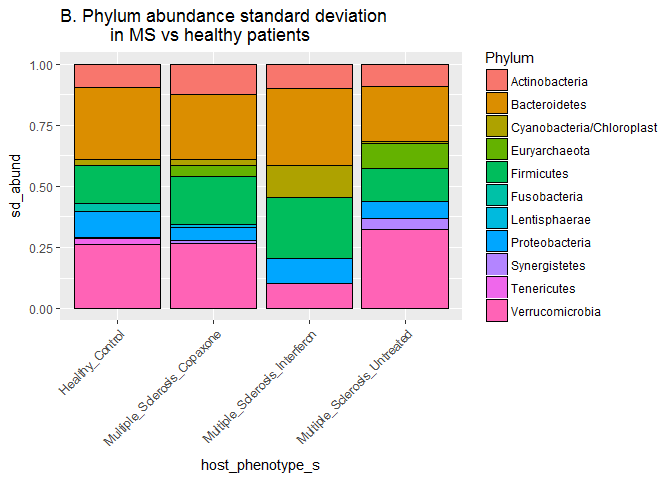 B. Phylum abundance standard deviation
in MS vs healthy patients
sd_abund
1.00
0.75
0.50
0.25
0.00
Healthy_Control
Multiple_Sclerosis_Copaxone
Multiple_Sclerosis_Interferon
Multiple_Sclerosis_Untreated
host_phenotype_s
Phylum
Actinobacteria
Bacteroidetes
Cyanobacteria/Chloroplast
Euryarchaeota
Firmicutes
Fusobacteria
Lentisphaerae
Proteobacteria
Synergistetes
Tenericutes
Verrucomicrobia